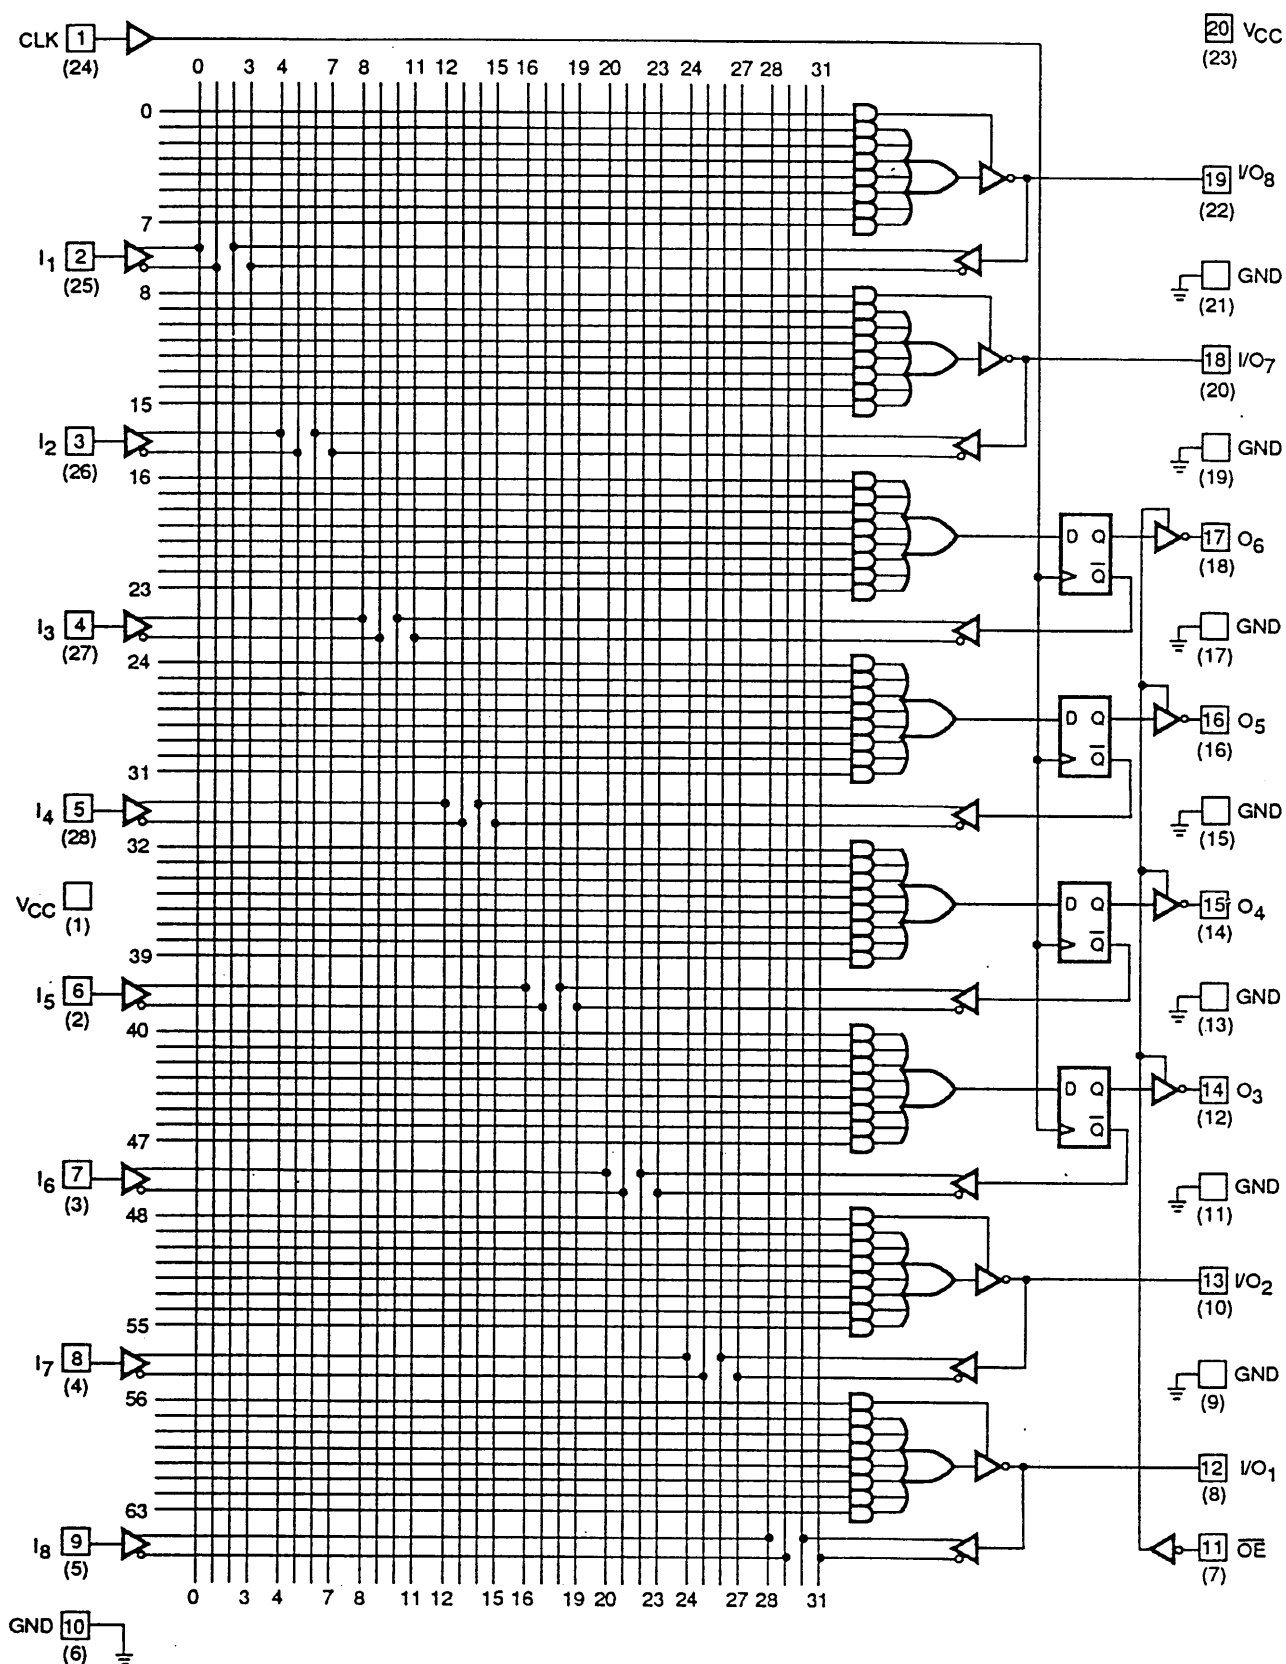 CLK 1
(24)
20 VCC
(23)
0 3 4 7 8 11 12 15 16 19 20 23 24 27 28 31
0
19 I/O8
(22)
7
I1 2
(25)
GND
(21)
8
18 I/O7
(20)
15
I2 3
(26)
GND
(19)
16
D Q 17 O6
(18)
Q
23
I3 4
(27)
GND
(17)
24
D Q 16 O5
(16)
Q
31
I4 5
(28)
GND
(15)
32
VCC
(1)
D Q 15 O4
(14)
Q
39
I5 6
(2)
GND
(13)
40
D Q 14 O3
(12)
Q
47
I6 7
(3)
GND
(11)
48
13 I/O2
(10)
55
I7 8
(4)
GND
(9)
56
12 I/O1
(8)
63
I8 9
(5)
11 OE
(7)
0 3 4 7 8 11 12 15 16 19 20 23 24 27 28 31
GND 10
(6)